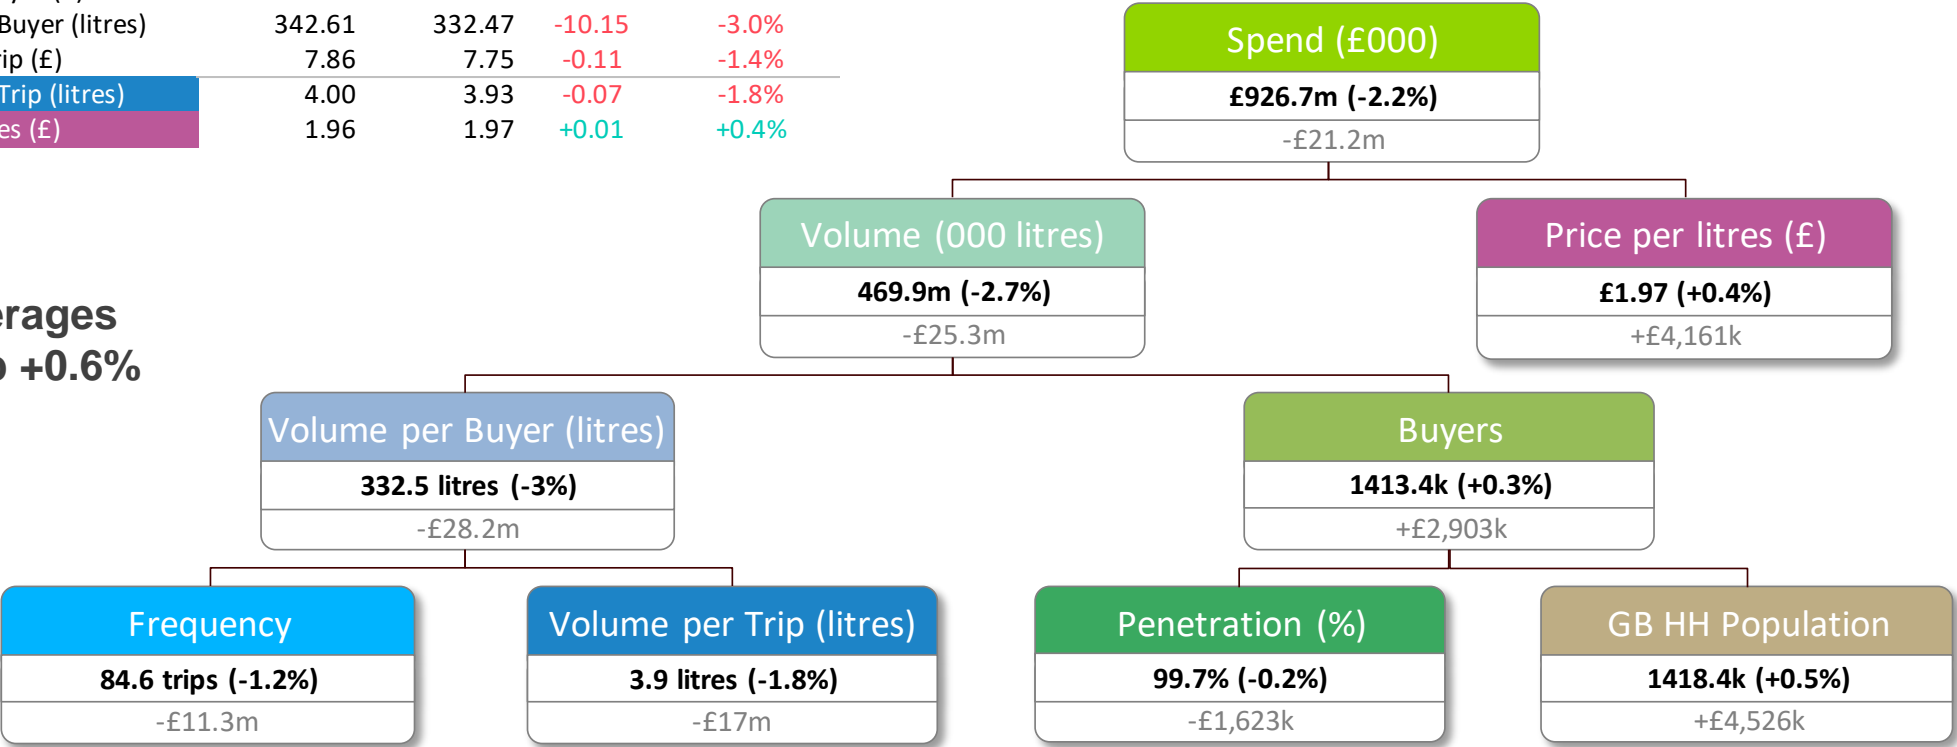 Buyer (litres) 342.61 332.47 -10.15 -3.0%
rip (£) 7.86 7.75 -0.11 -1.4%
Trip (litres) 4.00 3.93 -0.07 -1.8%
es (£) 1.96 1.97 +0.01 +0.4%
Spend (£000)
£926.7m (-2.2%)
-£21.2m
Volume (000 litres)
469.9m (-2.7%)
-£25.3m
Price per litres (£)
£1.97 (+0.4%)
+£4,161k
erages
o +0.6%
Volume per Buyer (litres)
332.5 litres (-3%)
-£28.2m
Buyers
1413.4k (+0.3%)
+£2,903k
Frequency
84.6 trips (-1.2%)
-£11.3m
Volume per Trip (litres)
3.9 litres (-1.8%)
-£17m
Penetration (%)
99.7% (-0.2%)
-£1,623k
GB HH Population
1418.4k (+0.5%)
+£4,526k